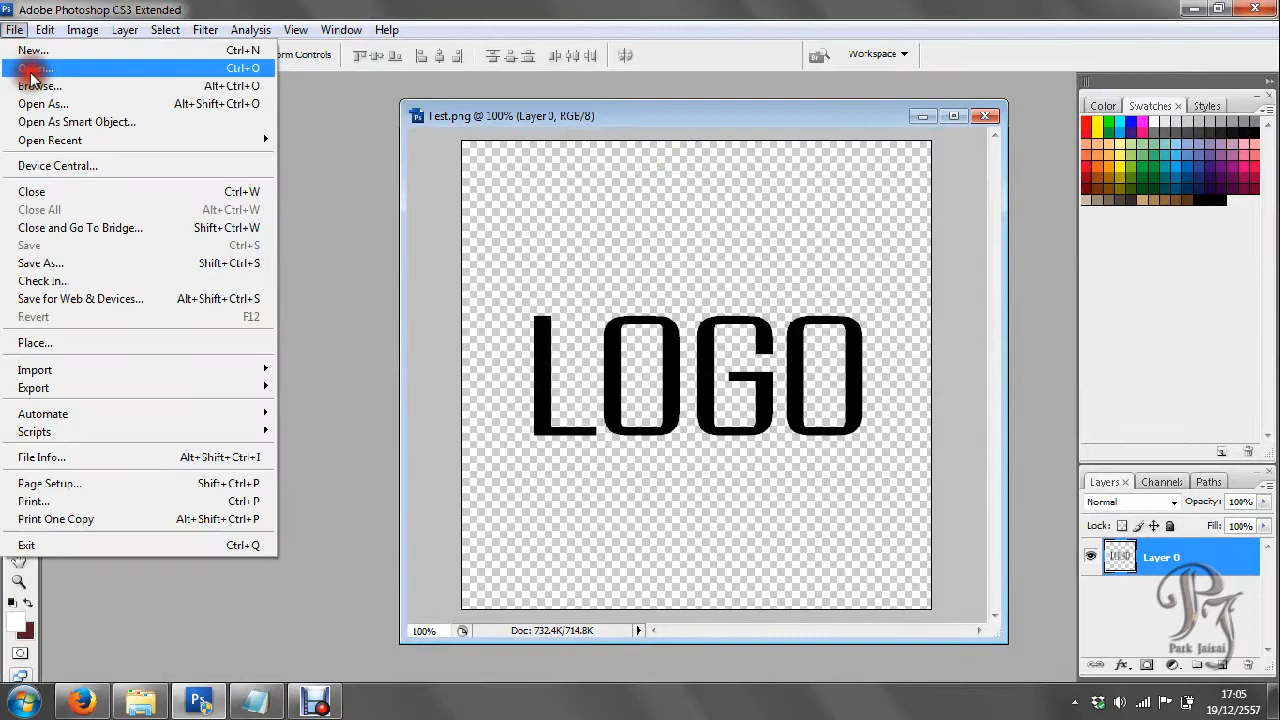 Adobe Photoshop CS3 Extended
File Edit Image Layer Select Filter Analysis View Window Help
New... Ctrl+N
Open... Ctrl+O
Browse... Alt+Ctrl+O
Open As... Alt+Shift+Ctrl+O
Open As Smart Object...
Open Recent
Device Central...
Close Ctrl+W
Close All Alt+Ctrl+W
Close and Go To Bridge... Shift+Ctrl+W
Save Ctrl+S
Save As... Shift+Ctrl+S
Check In...
Save for Web & Devices... Alt+Shift+Ctrl+S
Revert F12
Place...
Import
Export
Automate
Scripts
File Info... Alt+Shift+Ctrl+I
Page Setup... Shift+Ctrl+P
Print... Ctrl+P
Print One Copy Alt+Shift+Ctrl+P
Exit Ctrl+Q
rm Controls
Workspace
Test.png @ 100% (Layer 0, RGB/8)
LOGO
100% Doc: 732.4K/714.8K
Color Swatches x Styles
Layers x Channels Paths
Normal Opacity: 100%
Lock: Fill: 100%
Layer 0
Park Jaisai
17:05
19/12/2557